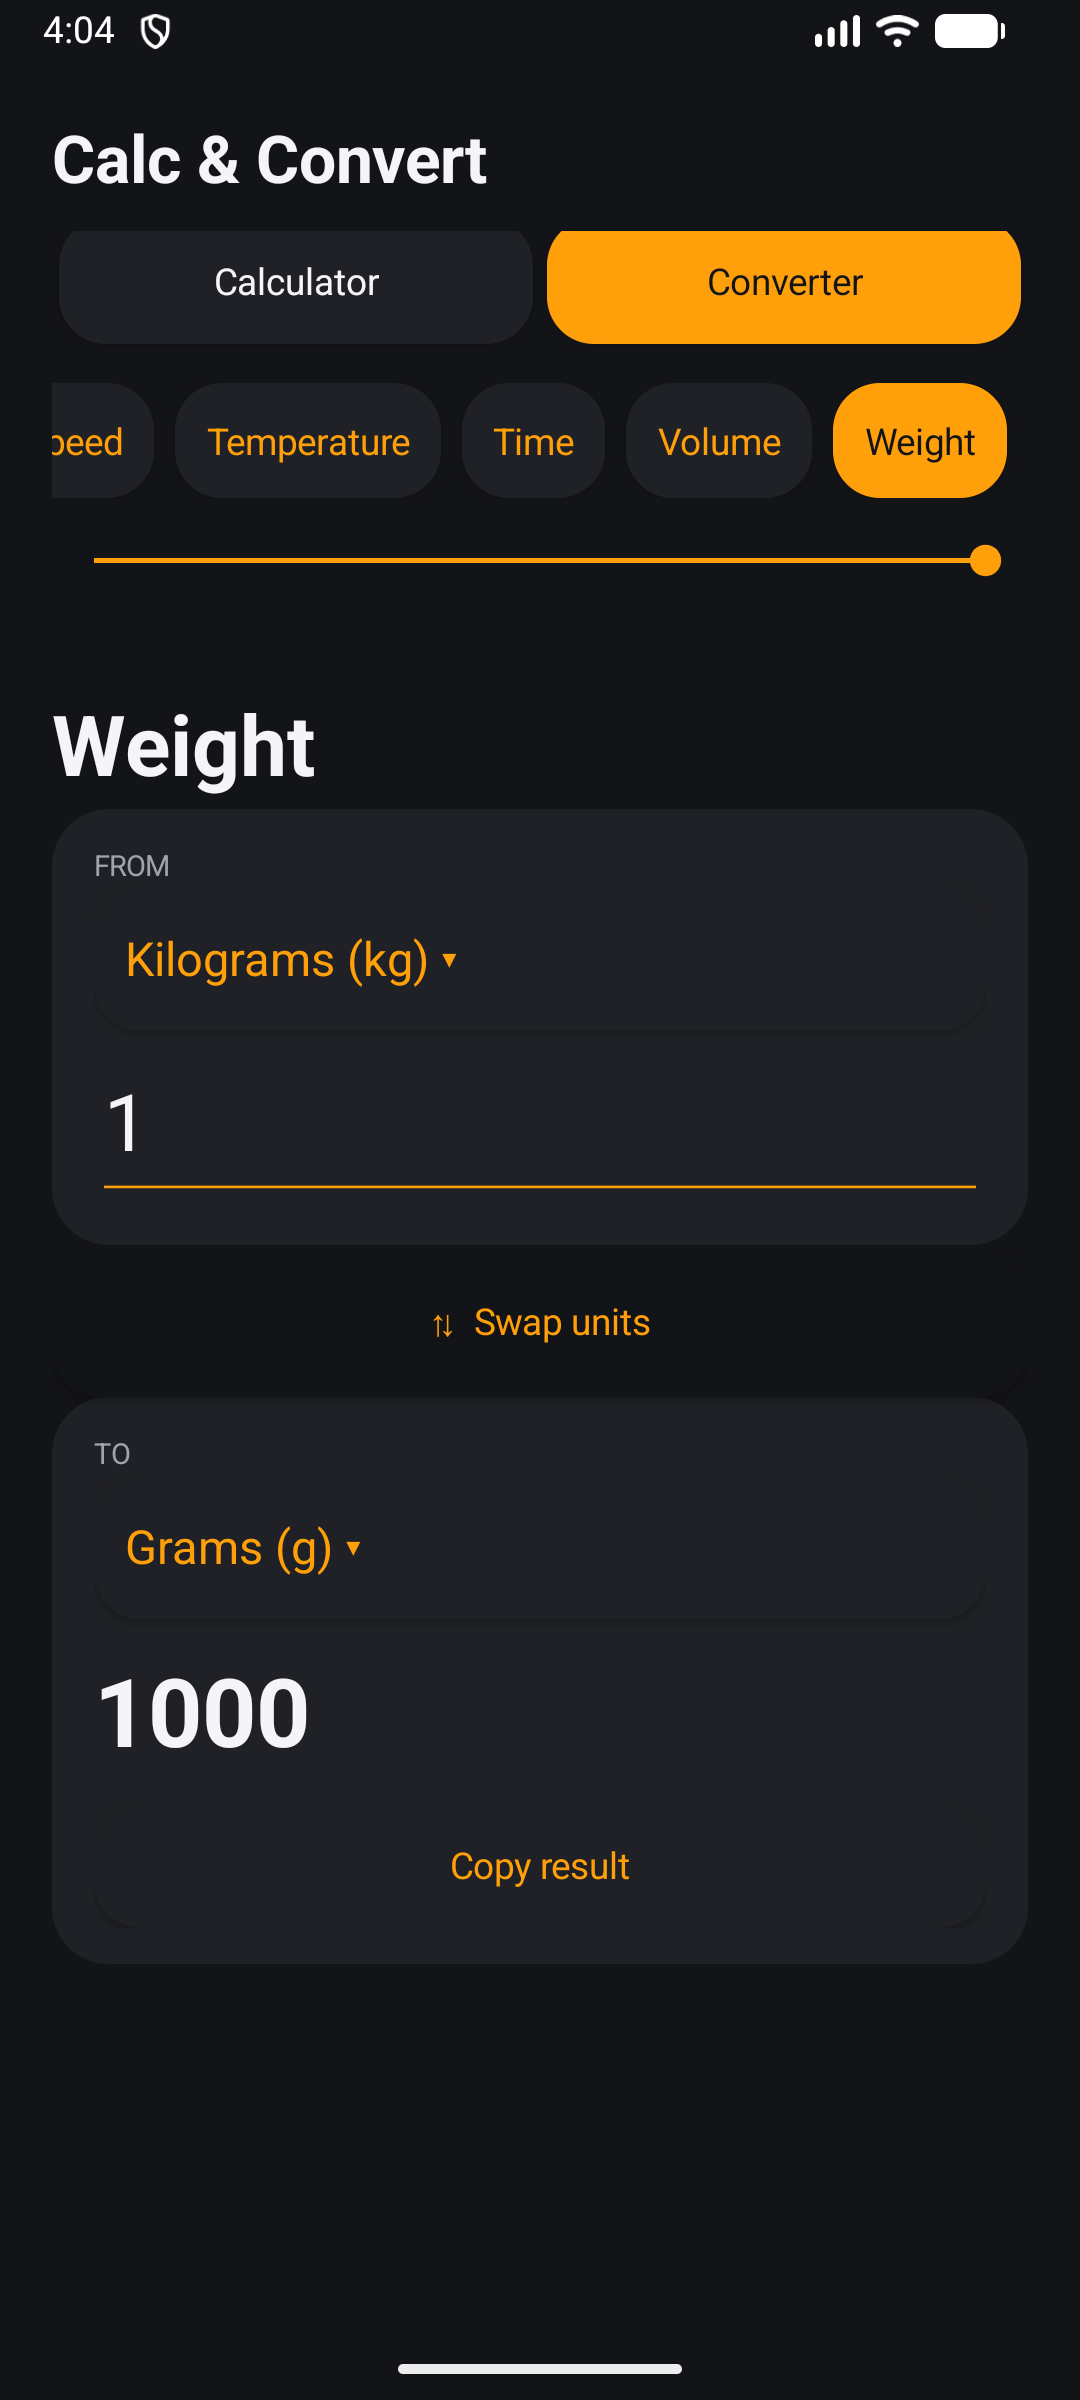 4:04
Calc & Convert
Calculator
Converter
peed
Temperature
Time
Volume
Weight
Weight
FROM
Kilograms (kg) ▾
1
⇅ Swap units
TO
Grams (g) ▾
1000
Copy result